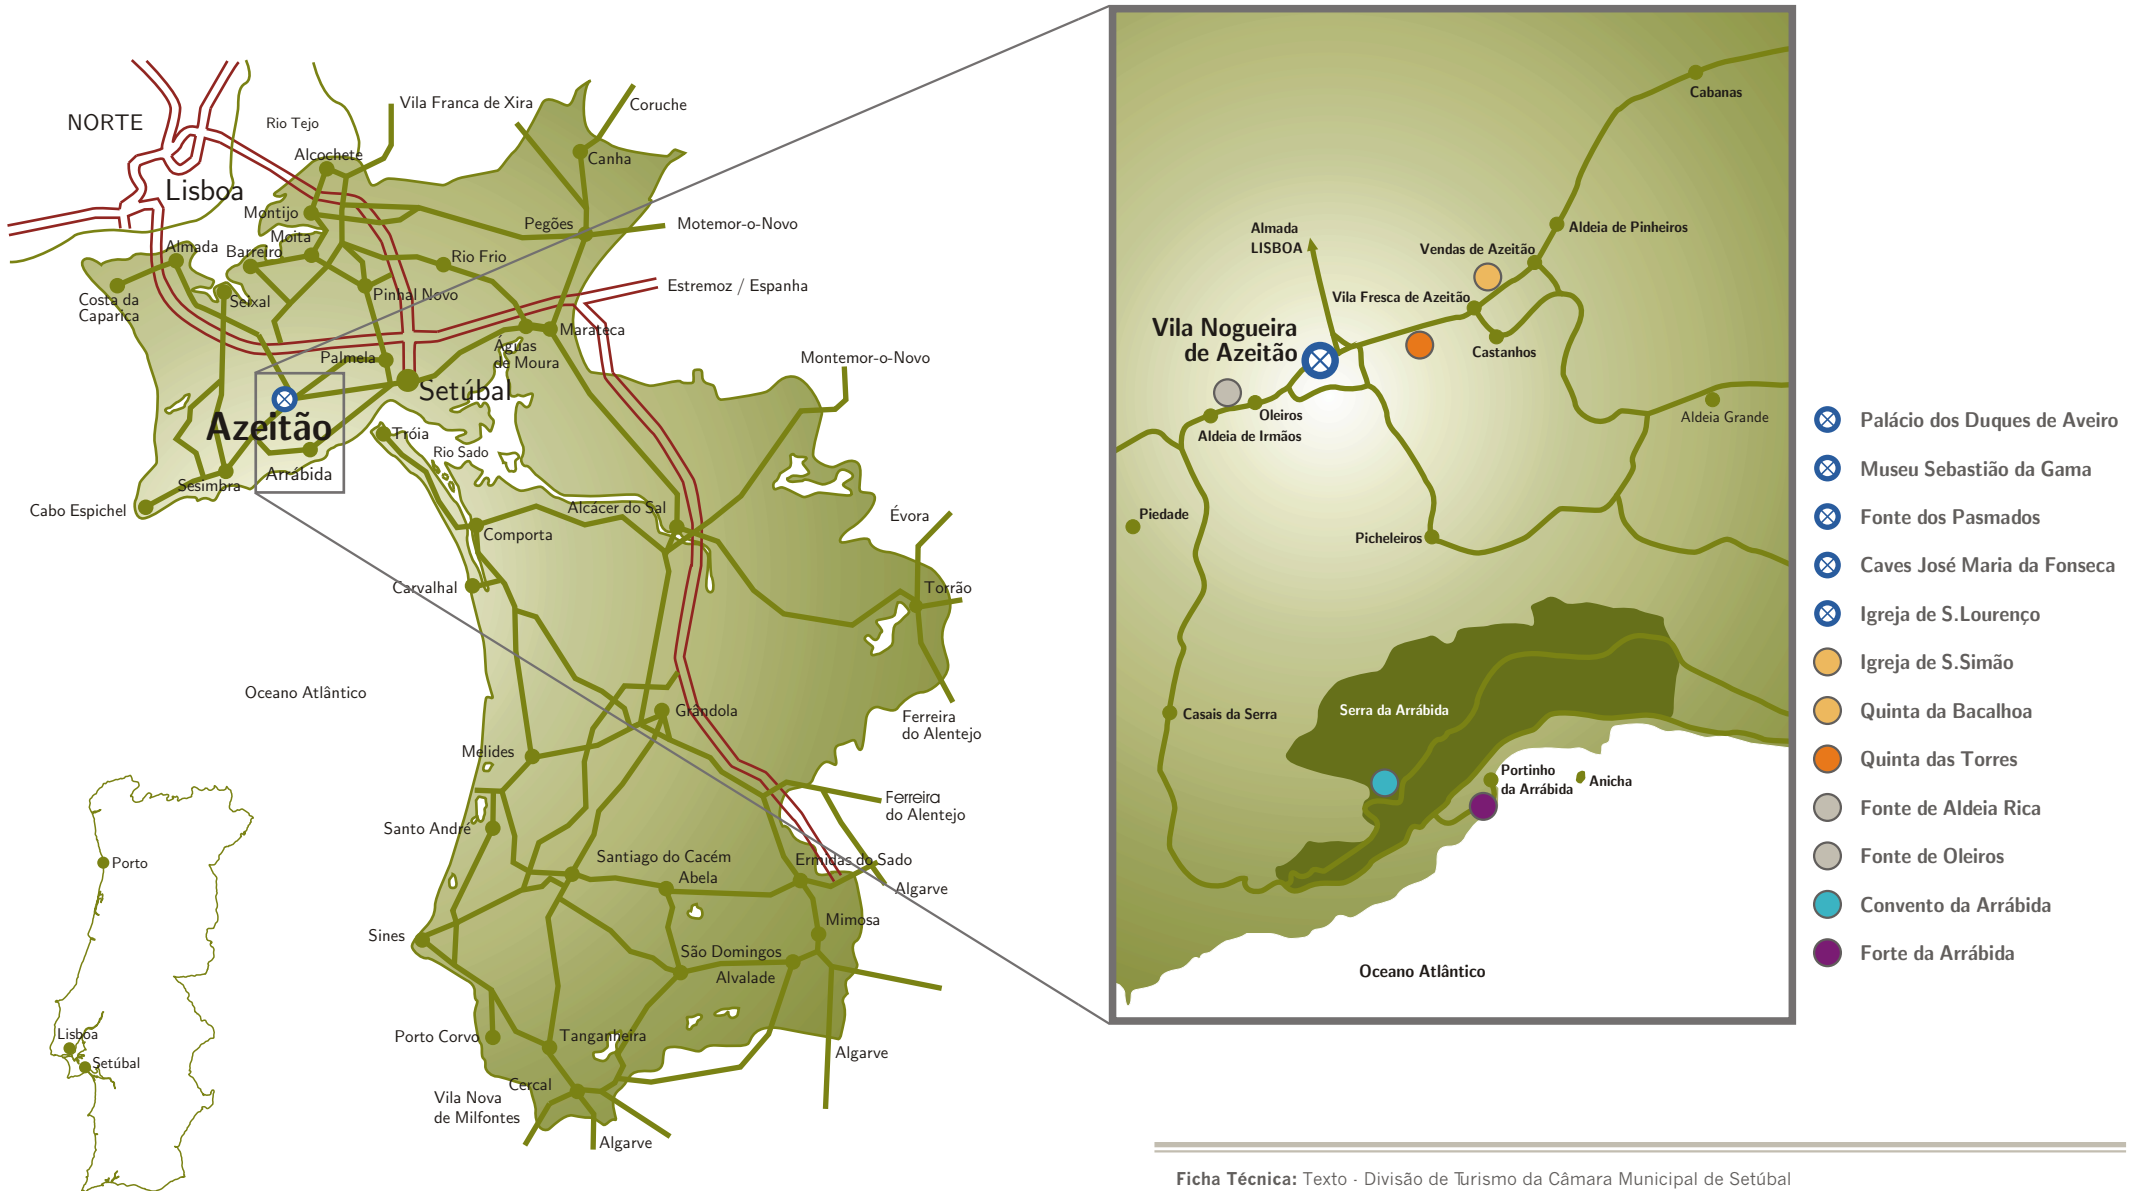 NORTE
Rio Tejo
Vila Franca de Xira
Coruche
Alcochete
Canha
Lisboa
Montijo
Pegões
Motemor-o-Novo
Moita
Almada
Barreiro
Rio Frio
Costa da
Caparica
Seixal
Pinhal Novo
Estremoz / Espanha
Marateca
Palmela
Águas
de Moura
Montemor-o-Novo
Setúbal
Azeitão
Tróia
Rio Sado
Arrábida
Sesimbra
Cabo Espichel
Alcácer do Sal
Évora
Comporta
Carvalhal
Torrão
Oceano Atlântico
Grândola
Ferreira
do Alentejo
Melides
Ferreira
do Alentejo
Santo André
Santiago do Cacém
Ermidas do Sado
Abela
Algarve
Mimosa
Sines
São Domingos
Alvalade
Porto Corvo
Tanganheira
Algarve
Cercal
Vila Nova
de Milfontes
Algarve
Porto
Lisboa
Setúbal
Cabanas
Almada
LISBOA
Aldeia de Pinheiros
Vendas de Azeitão
Vila Fresca de Azeitão
Vila Nogueira
de Azeitão
Castanhos
Oleiros
Aldeia de Irmãos
Aldeia Grande
Piedade
Picheleiros
Casais da Serra
Serra da Arrábida
Portinho
da Arrábida
Anicha
Oceano Atlântico
Palácio dos Duques de Aveiro
Museu Sebastião da Gama
Fonte dos Pasmados
Caves José Maria da Fonseca
Igreja de S.Lourenço
Igreja de S.Simão
Quinta da Bacalhoa
Quinta das Torres
Fonte de Aldeia Rica
Fonte de Oleiros
Convento da Arrábida
Forte da Arrábida
Ficha Técnica: Texto - Divisão de Turismo da Câmara Municipal de Setúbal